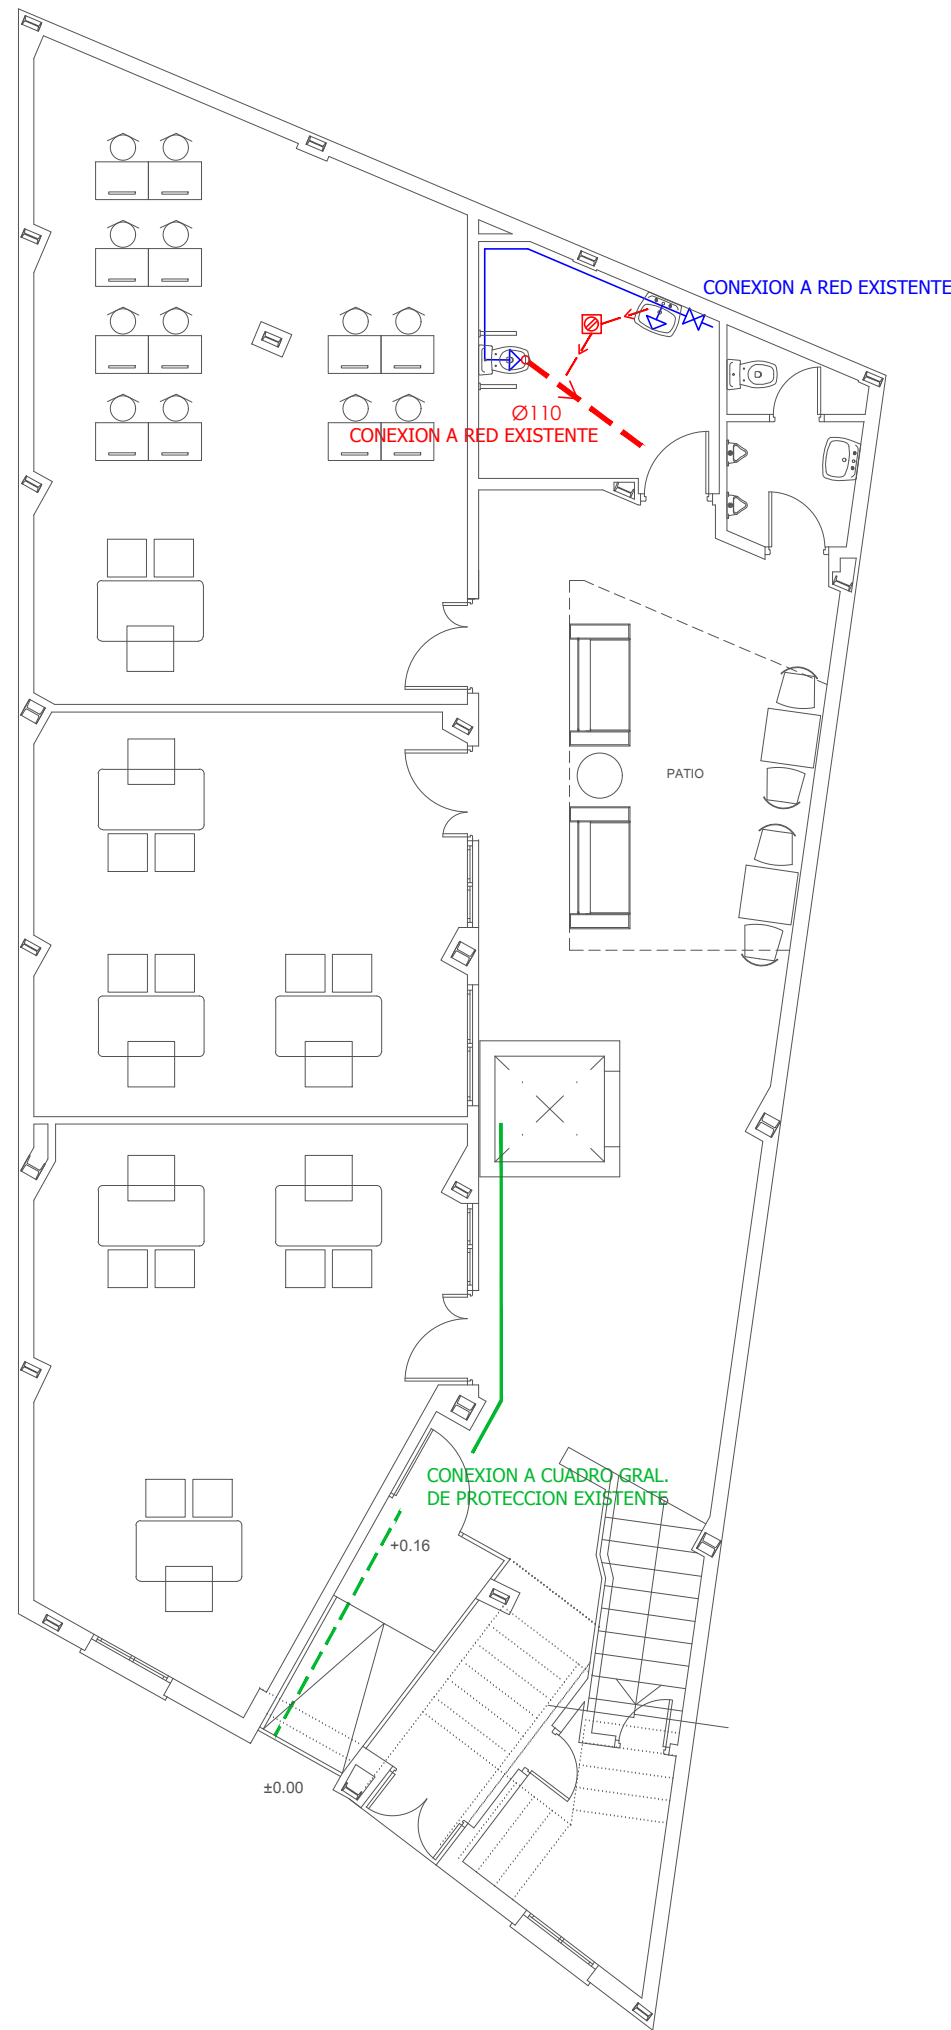 CONEXION A RED EXISTENTE
Ø110
CONEXION A RED EXISTENTE
PATIO
CONEXION A CUADRO GRAL.
DE PROTECCION EXISTENTE
+0.16
±0.00